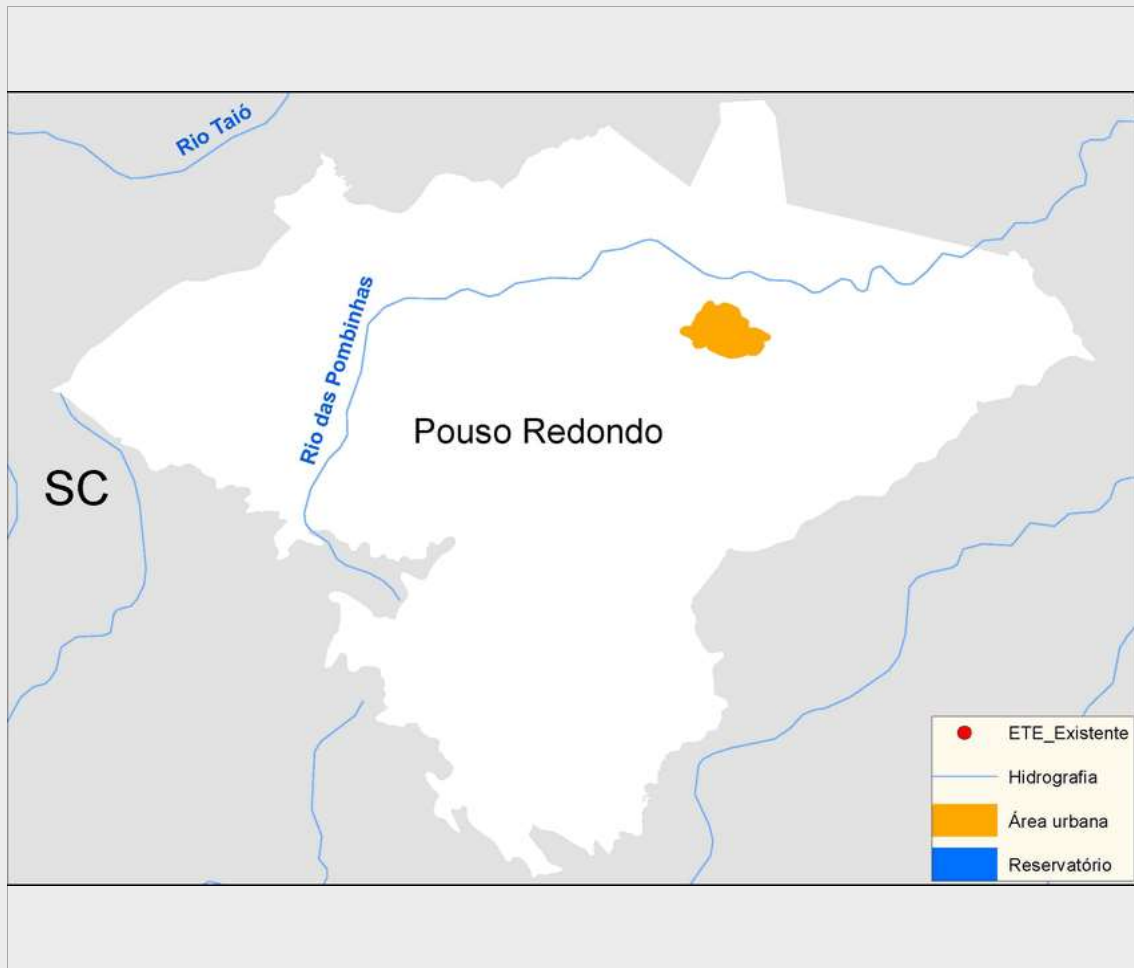 Rio Taió
Rio das Pombinhas
Pouso Redondo
SC
ETE_Existente
Hidrografia
Área urbana
Reservatório